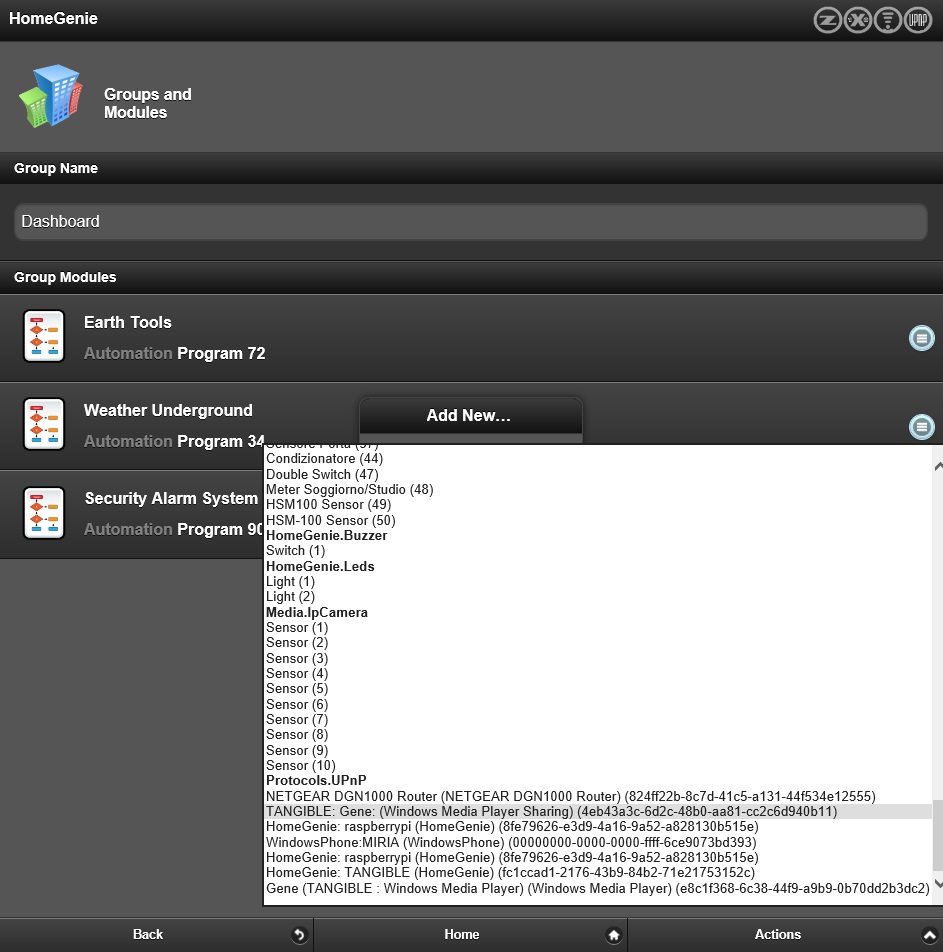 HomeGenie
UPNP
Groups and
Modules
Group Name
Dashboard
Group Modules
Earth Tools
Automation Program 72
Weather Underground
Automation Program 34
Security Alarm System
Automation Program 90
Add New...
Condizionatore (44)
Double Switch (47)
Meter Soggiorno/Studio (48)
HSM100 Sensor (49)
HSM-100 Sensor (50)
HomeGenie.Buzzer
Switch (1)
HomeGenie.Leds
Light (1)
Light (2)
Media.IpCamera
Sensor (1)
Sensor (2)
Sensor (3)
Sensor (4)
Sensor (5)
Sensor (6)
Sensor (7)
Sensor (8)
Sensor (9)
Sensor (10)
Protocols.UPnP
NETGEAR DGN1000 Router (NETGEAR DGN1000 Router) (824ff22b-8c7d-41c5-a131-44f534e12555)
TANGIBLE: Gene: (Windows Media Player Sharing) (4eb43a3c-6d2c-48b0-aa81-cc2c6d940b11)
HomeGenie: raspberrypi (HomeGenie) (8fe79626-e3d9-4a16-9a52-a828130b515e)
WindowsPhone:MIRIA (WindowsPhone) (00000000-0000-0000-ffff-6ce9073bd393)
HomeGenie: raspberrypi (HomeGenie) (8fe79626-e3d9-4a16-9a52-a828130b515e)
HomeGenie: TANGIBLE (HomeGenie) (fc1ccad1-2176-43b9-84b2-71e21753152c)
Gene (TANGIBLE : Windows Media Player) (Windows Media Player) (e8c1f368-6c38-44f9-a9b9-0b70dd2b3dc2)
Back
Home
Actions